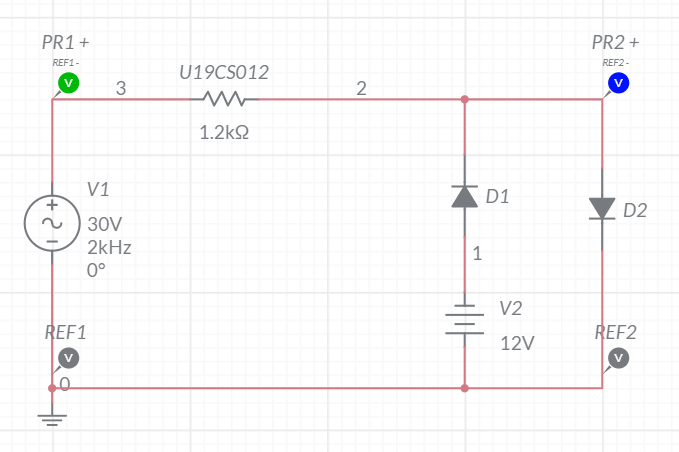 PR1 +
REF1 -
V
PR2 +
REF2 -
V
U19CS012
3
2
1.2kΩ
V1
+
30V
2kHz
0°
D1
D2
1
V2
12V
REF1
V
0
REF2
V